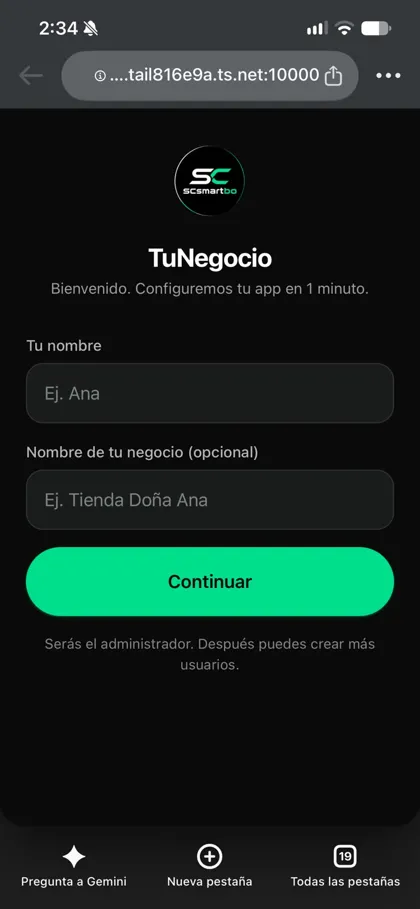 2:34
....tail816e9a.ts.net:10000
SC
scsmartbo
TuNegocio
Bienvenido. Configuremos tu app en 1 minuto.
Tu nombre
Ej. Ana
Nombre de tu negocio (opcional)
Ej. Tienda Doña Ana
Continuar
Serás el administrador. Después puedes crear más
usuarios.
19
Pregunta a Gemini
Nueva pestaña
Todas las pestañas